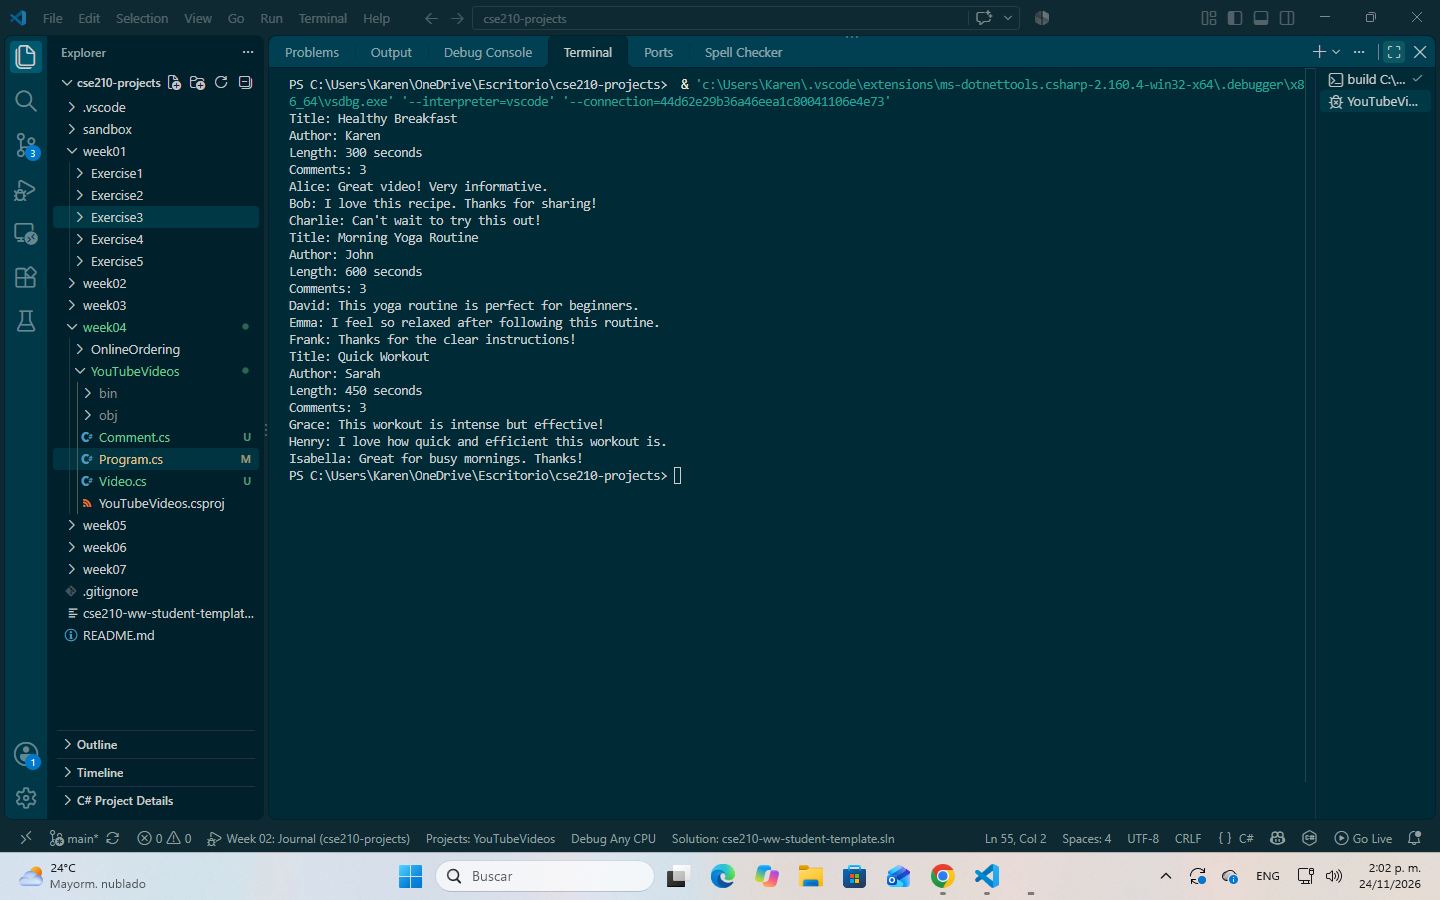 File Edit Selection View Go Run Terminal Help
cse210-projects
Explorer
cse210-projects
.vscode
sandbox
week01
Exercise1
Exercise2
Exercise3
Exercise4
Exercise5
week02
week03
week04
OnlineOrdering
YouTubeVideos
bin
obj
Comment.cs U
Program.cs M
Video.cs U
YouTubeVideos.csproj
week05
week06
week07
.gitignore
cse210-ww-student-templat...
README.md
Outline
Timeline
C# Project Details
3
1
Problems Output Debug Console Terminal Ports Spell Checker
PS C:\Users\Karen\OneDrive\Escritorio\cse210-projects>  & 'c:\Users\Karen\.vscode\extensions\ms-dotnettools.csharp-2.160.4-win32-x64\.debugger\x8
6_64\vsdbg.exe' '--interpreter=vscode' '--connection=44d62e29b36a46eea1c80041106e4e73'
Title: Healthy Breakfast
Author: Karen
Length: 300 seconds
Comments: 3
Alice: Great video! Very informative.
Bob: I love this recipe. Thanks for sharing!
Charlie: Can't wait to try this out!
Title: Morning Yoga Routine
Author: John
Length: 600 seconds
Comments: 3
David: This yoga routine is perfect for beginners.
Emma: I feel so relaxed after following this routine.
Frank: Thanks for the clear instructions!
Title: Quick Workout
Author: Sarah
Length: 450 seconds
Comments: 3
Grace: This workout is intense but effective!
Henry: I love how quick and efficient this workout is.
Isabella: Great for busy mornings. Thanks!
PS C:\Users\Karen\OneDrive\Escritorio\cse210-projects>
build C:\...
YouTubeVi...
main* 0 0 Week 02: Journal (cse210-projects) Projects: YouTubeVideos Debug Any CPU Solution: cse210-ww-student-template.sln Ln 55, Col 2 Spaces: 4 UTF-8 CRLF { } C# Go Live
24°C
Mayorm. nublado
Buscar
ENG
2:02 p. m.
24/11/2026